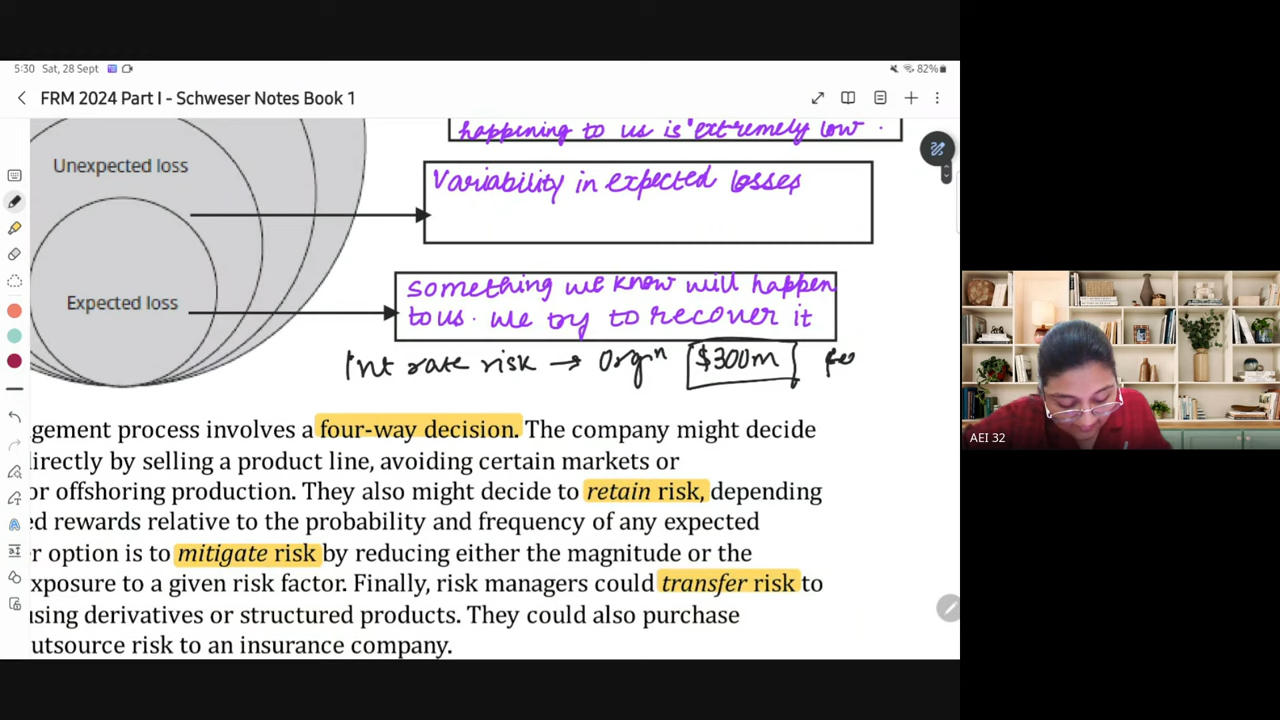 5:30 Sat, 28 Sept
82%
FRM 2024 Part I - Schweser Notes Book 1
happening to us is 'extremely low.
Unexpected loss
Variability in expected losses
Expected loss
something we know will happen
to us. We try to recover it
Int rate risk → Orgn $300m
gement process involves a four-way decision. The company might decide
directly by selling a product line, avoiding certain markets or
or offshoring production. They also might decide to retain risk, depending
ed rewards relative to the probability and frequency of any expected
r option is to mitigate risk by reducing either the magnitude or the
xposure to a given risk factor. Finally, risk managers could transfer risk to
using derivatives or structured products. They could also purchase
utsource risk to an insurance company.
AEI 32